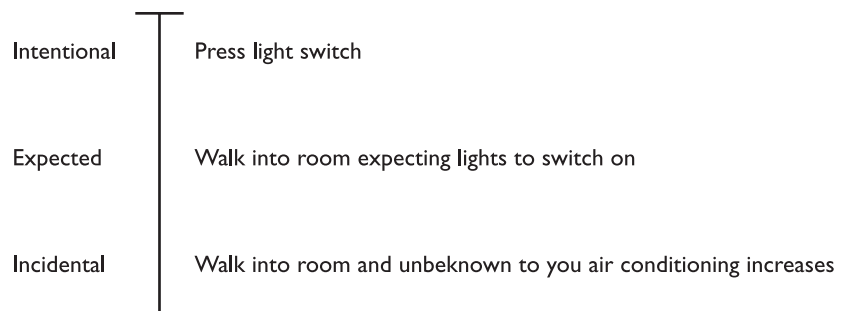 Intentional Press light switch
Expected Walk into room expecting lights to switch on
Incidental Walk into room and unbeknown to you air conditioning increases